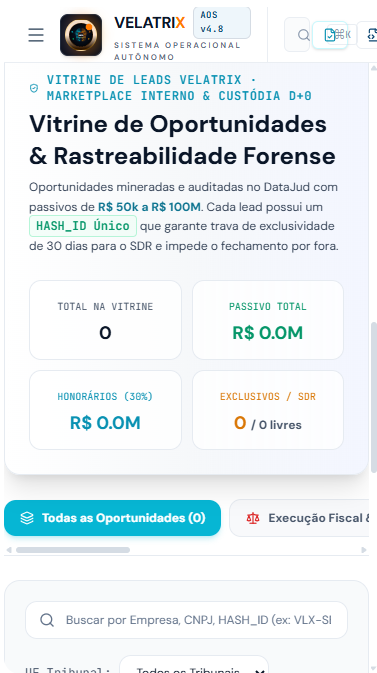 VELATRIX
AOS
v4.8
SISTEMA OPERACIONAL
AUTÔNOMO
⌘K
VITRINE DE LEADS VELATRIX ·
MARKETPLACE INTERNO & CUSTÓDIA D+0
Vitrine de Oportunidades
& Rastreabilidade Forense
Oportunidades mineradas e auditadas no DataJud com
passivos de R$ 50k a R$ 100M. Cada lead possui um
HASH_ID Único que garante trava de exclusividade
de 30 dias para o SDR e impede o fechamento por fora.
TOTAL NA VITRINE
0
PASSIVO TOTAL
R$ 0.0M
HONORÁRIOS (30%)
R$ 0.0M
EXCLUSIVOS / SDR
0 / 0 livres
Todas as Oportunidades (0)
Execução Fiscal &
Buscar por Empresa, CNPJ, HASH_ID (ex: VLX-SI
UF Tribunal:
Todos os Tribunais